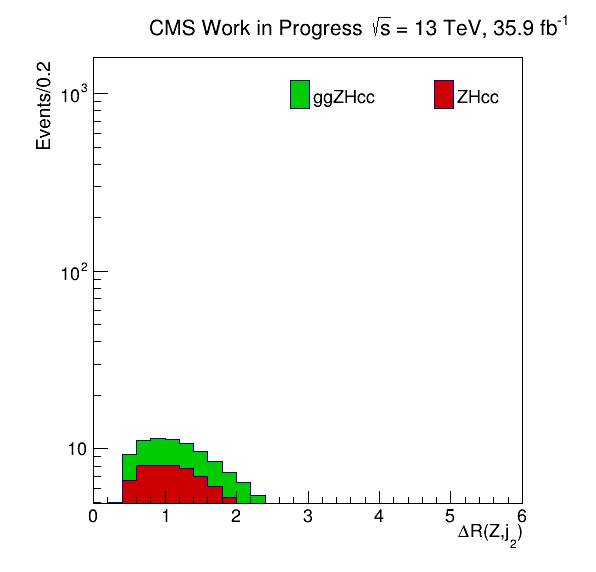 CMS Work in Progress √s = 13 TeV, 35.9 fb⁻¹
Events/0.2
ggZHcc ZHcc
10³
10²
10
0 1 2 3 4 5 6
ΔR(Z,j₂)